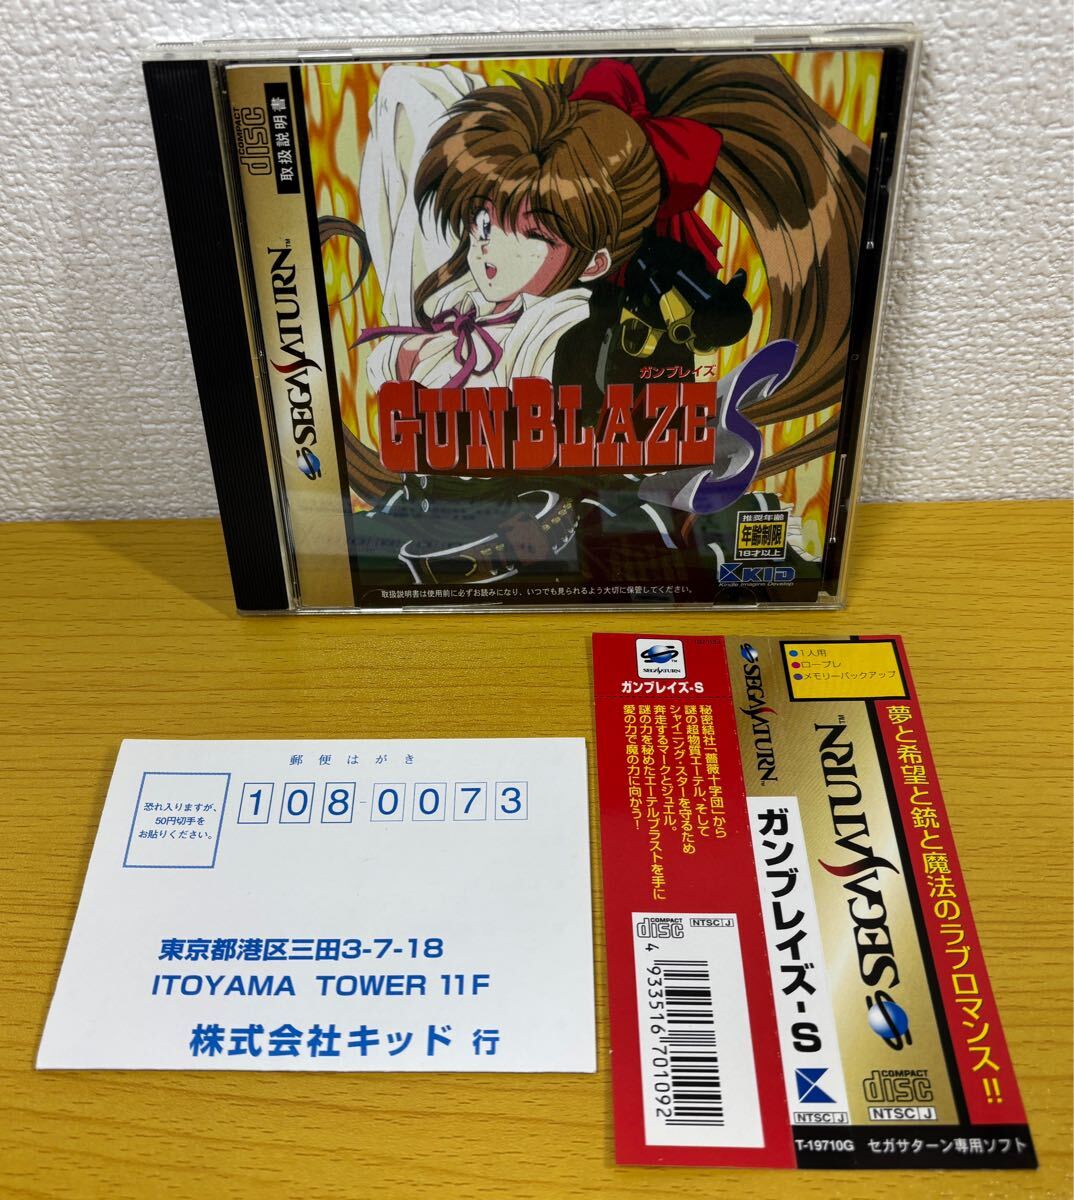 COMPACT
disc
取扱説明書
SEGA SATURN™
ガンブレイズ
GUNBLAZE S
推奨年齢
年齢制限
18才以上
KID
Kindle Imagine Develop
取扱説明書は使用前に必ずお読みになり、いつでも見られるよう大切に保管してください。
郵便はがき
恐れ入りますが、
50円切手を
お貼りください。
108-0073
東京都港区三田3-7-18
ITOYAMA TOWER 11F
株式会社キッド 行
SEGA SATURN
ガンブレイズ-S
秘密結社「薔薇十字団」から
謎の超物質エーテル、そして
シャイニング・スターを守るため
奔走するマークとジュエル。
謎の力を秘めたエーテルブラストを手に
愛の力で魔の力に向かう！
COMPACT
disc
NTSC J
4 933516 701092
SEGA SATURN™
ガンブレイズ-S
NTSC J
T-19710G
1人用
ロープレ
メモリーバックアップ
SEGA SATURN™
COMPACT
disc
NTSC J
セガサターン専用ソフト
夢と希望と銃と魔法のラブロマンス!!